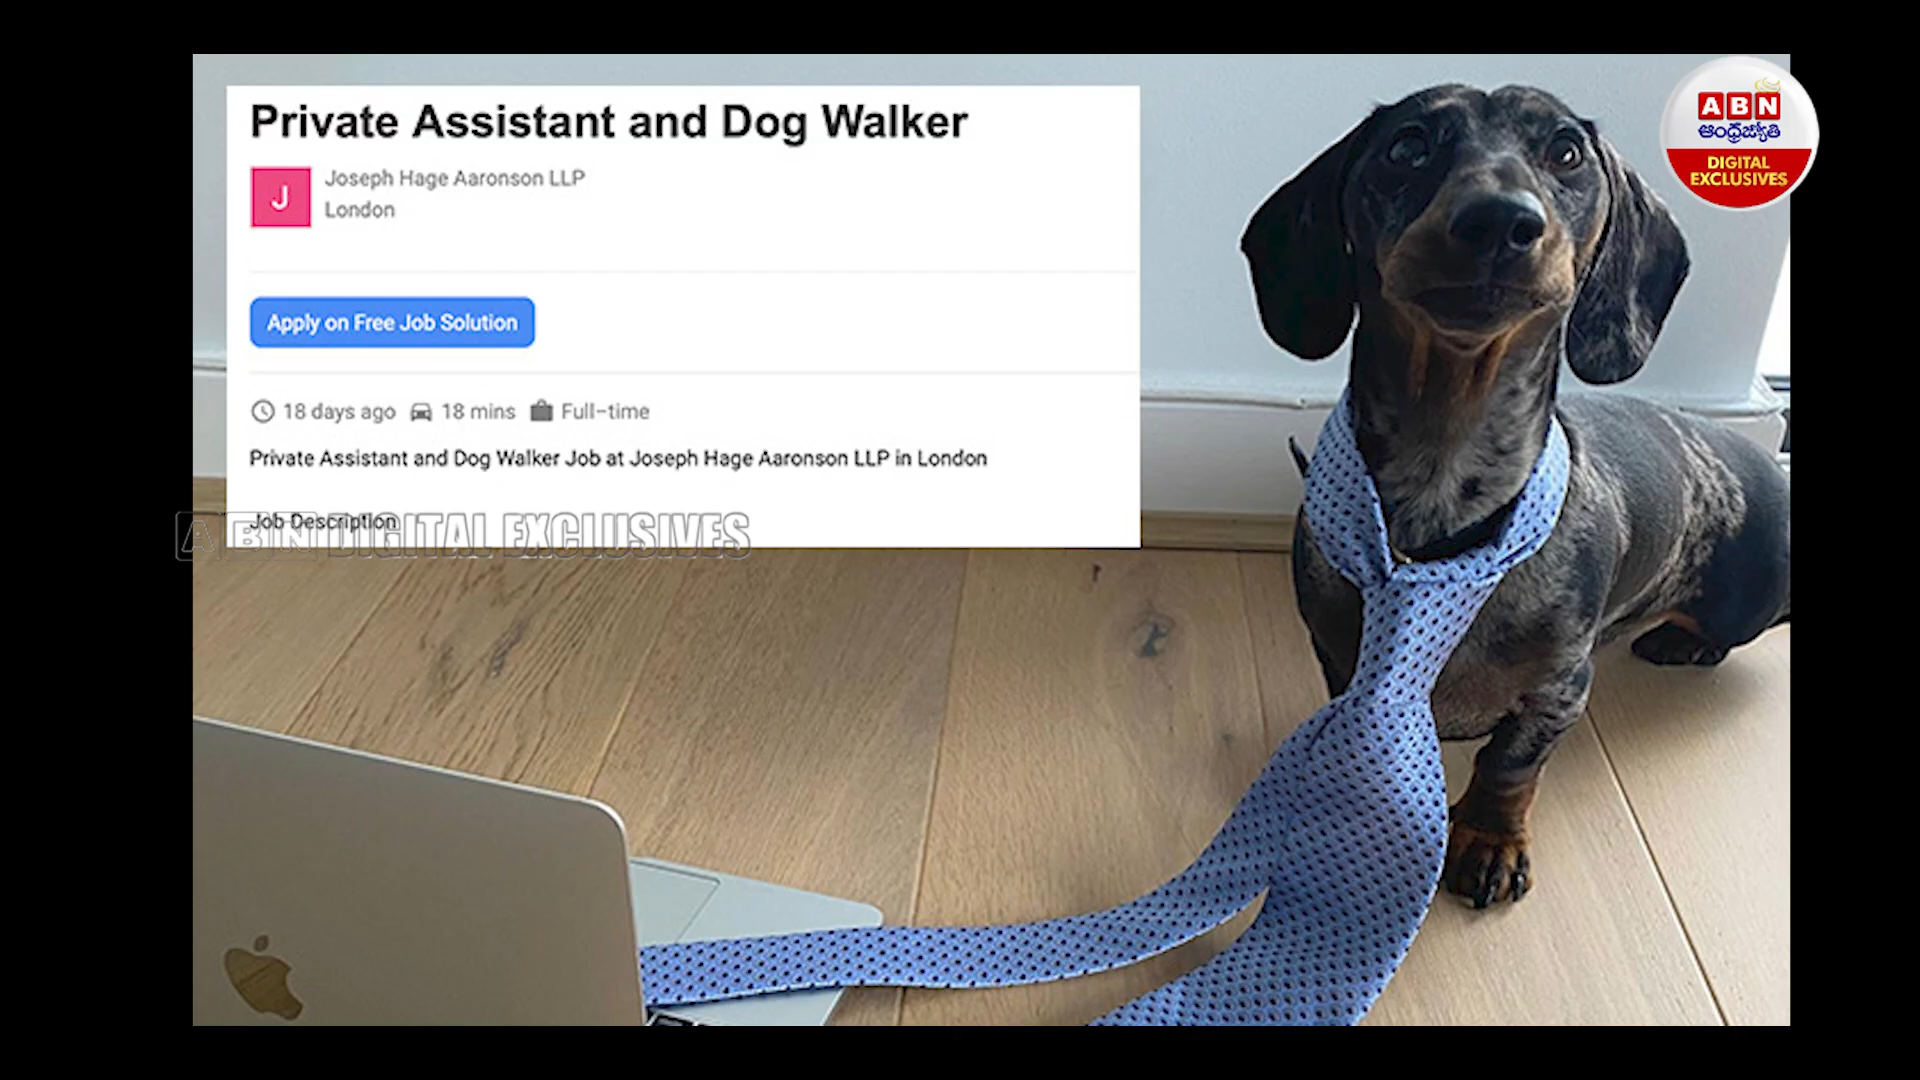 Private Assistant and Dog Walker
J
Joseph Hage Aaronson LLP
London
Apply on Free Job Solution
18 days ago 18 mins Full-time
Private Assistant and Dog Walker Job at Joseph Hage Aaronson LLP in London
Job Description
ABN DIGITAL EXCLUSIVES
ABN
ఆంధ్రజ్యోతి
DIGITAL
EXCLUSIVES